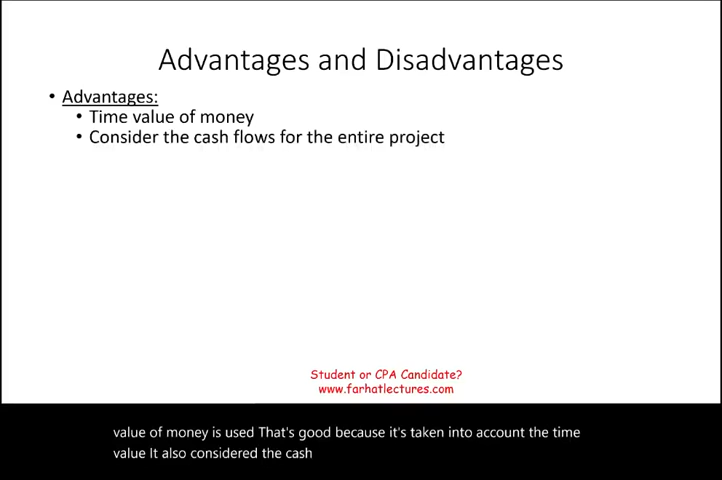 Advantages and Disadvantages
• Advantages:
• Time value of money
• Consider the cash flows for the entire project
Student or CPA Candidate?
www.farhatlectures.com
value of money is used That's good because it's taken into account the time
value It also considered the cash